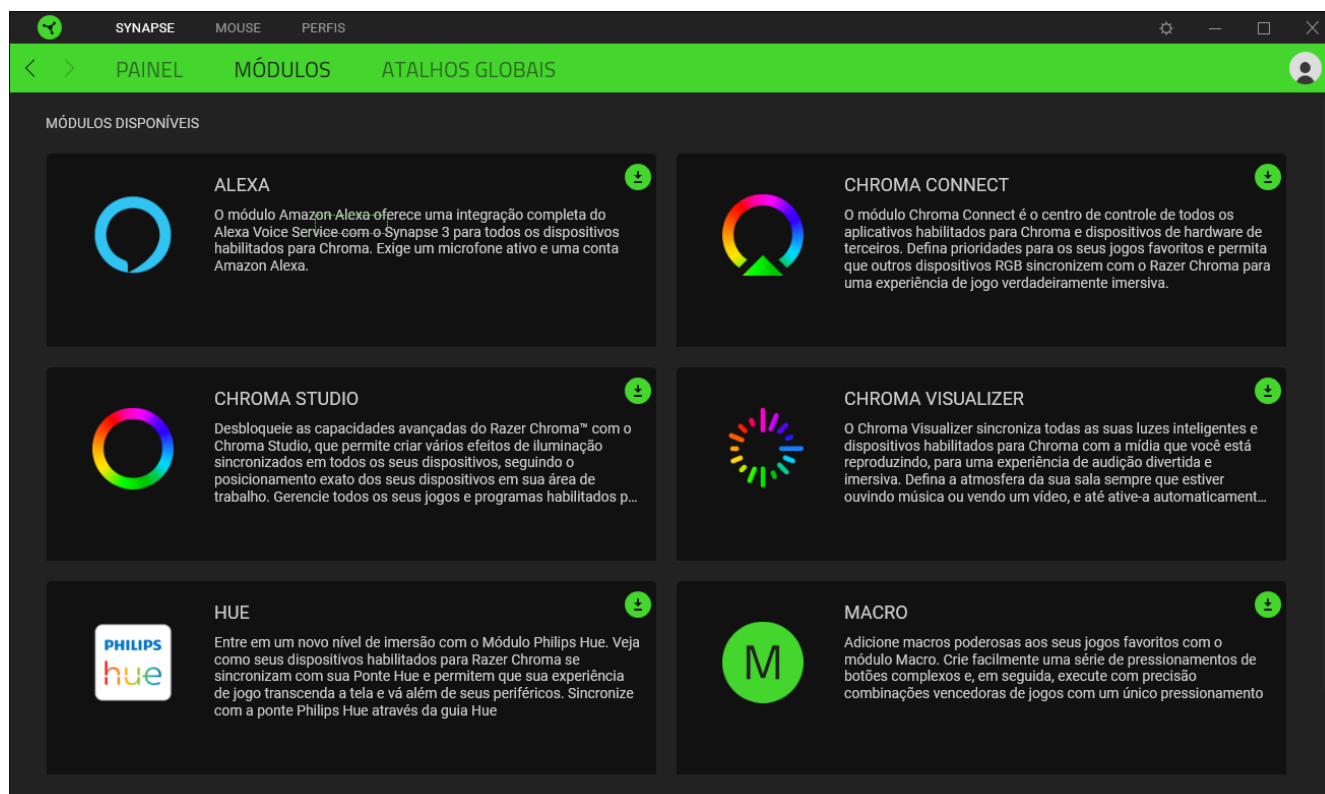 SYNAPSE MOUSE PERFIS
PAINEL MÓDULOS ATALHOS GLOBAIS
MÓDULOS DISPONÍVEIS
ALEXA
O módulo Amazon Alexa oferece uma integração completa do
Alexa Voice Service com o Synapse 3 para todos os dispositivos
habilitados para Chroma. Exige um microfone ativo e uma conta
Amazon Alexa.
CHROMA CONNECT
O módulo Chroma Connect é o centro de controle de todos os
aplicativos habilitados para Chroma e dispositivos de hardware de
terceiros. Defina prioridades para os seus jogos favoritos e permita
que outros dispositivos RGB sincronizem com o Razer Chroma para
uma experiência de jogo verdadeiramente imersiva.
CHROMA STUDIO
Desbloqueie as capacidades avançadas do Razer Chroma™ com o
Chroma Studio, que permite criar vários efeitos de iluminação
sincronizados em todos os seus dispositivos, seguindo o
posicionamento exato dos seus dispositivos em sua área de
trabalho. Gerencie todos os seus jogos e programas habilitados p...
CHROMA VISUALIZER
O Chroma Visualizer sincroniza todas as suas luzes inteligentes e
dispositivos habilitados para Chroma com a mídia que você está
reproduzindo, para uma experiência de audição divertida e
imersiva. Defina a atmosfera da sua sala sempre que estiver
ouvindo música ou vendo um vídeo, e até ative-a automaticament...
PHILIPS
hue
HUE
Entre em um novo nível de imersão com o Módulo Philips Hue. Veja
como seus dispositivos habilitados para Razer Chroma se
sincronizam com sua Ponte Hue e permitem que sua experiência
de jogo transcenda a tela e vá além de seus periféricos. Sincronize
com a ponte Philips Hue através da guia Hue
M
MACRO
Adicione macros poderosas aos seus jogos favoritos com o
módulo Macro. Crie facilmente uma série de pressionamentos de
botões complexos e, em seguida, execute com precisão
combinações vencedoras de jogos com um único pressionamento